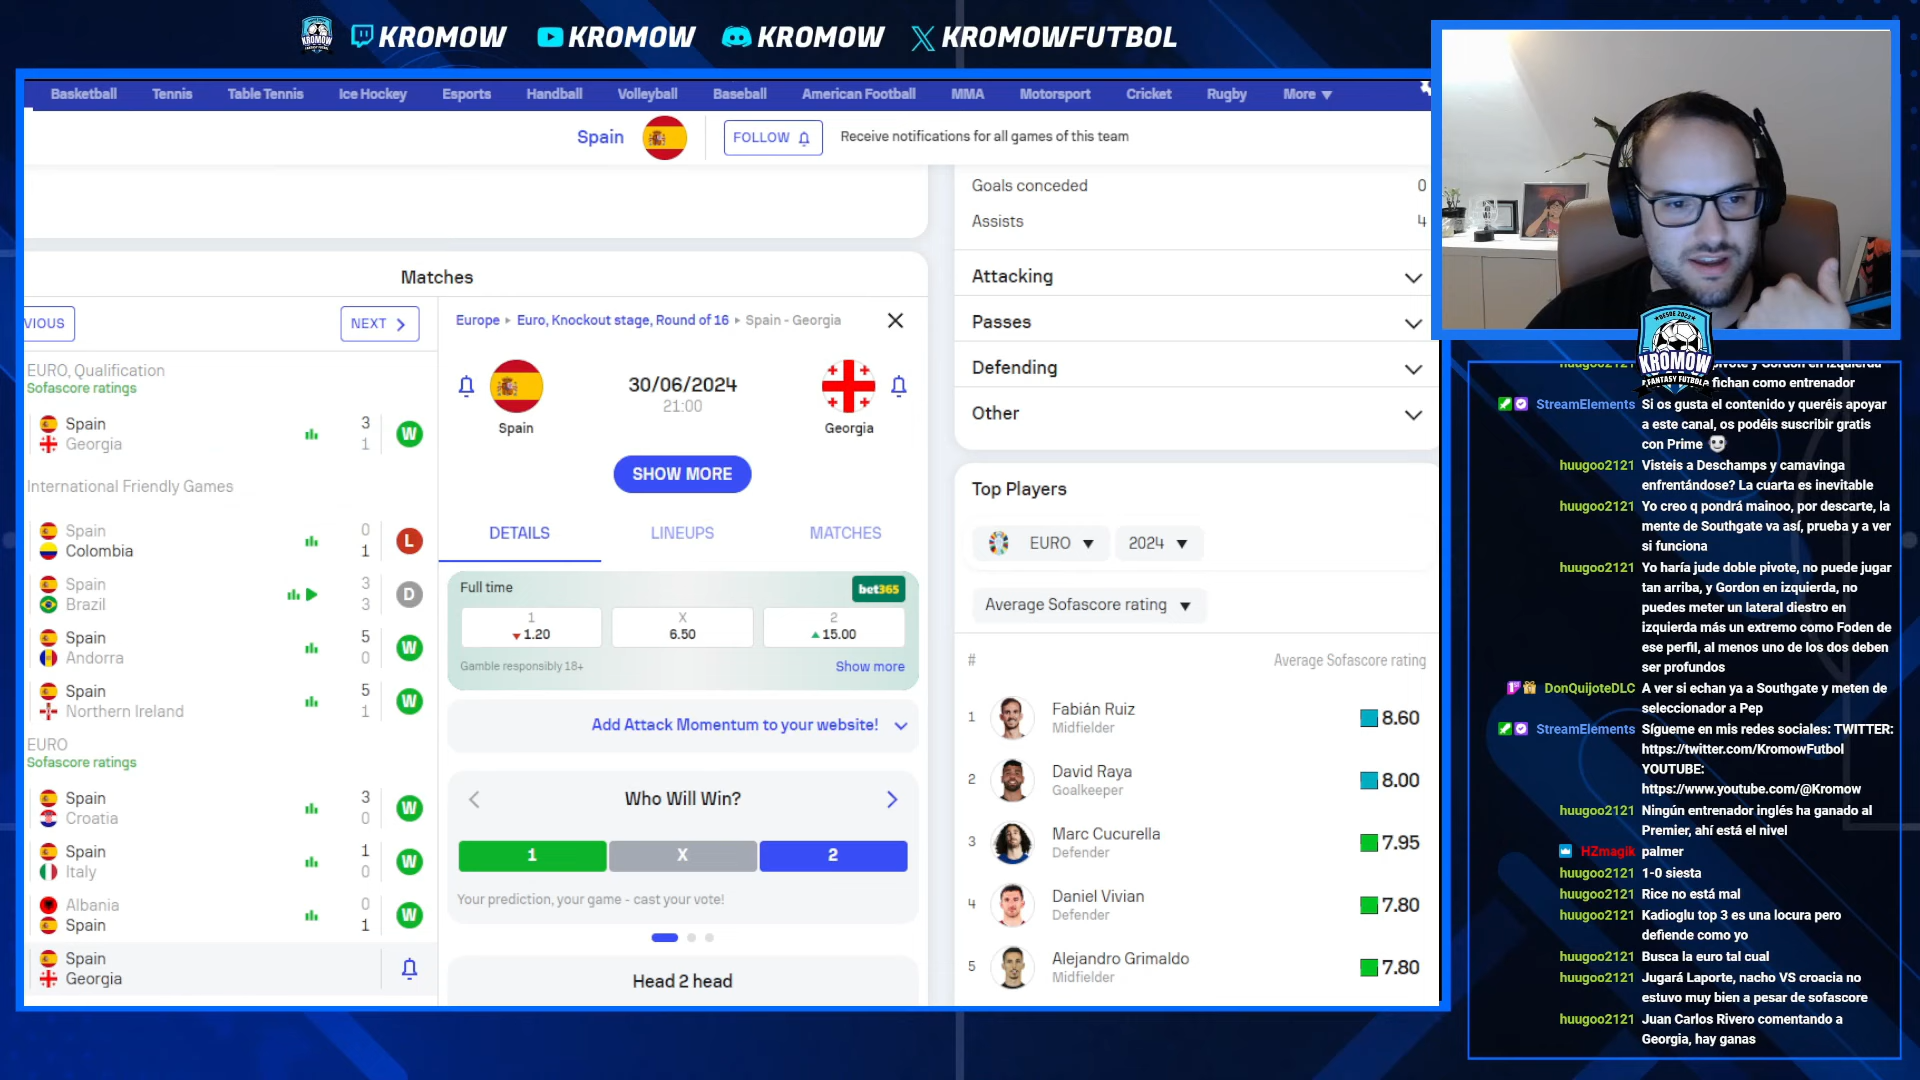 KROMOW KROMOW KROMOW KROMOWFUTBOL
Basketball Tennis Table Tennis Ice Hockey Esports Handball Volleyball Baseball American Football MMA Motorsport Cricket Rugby More
Spain FOLLOW Receive notifications for all games of this team
Matches
VIOUS NEXT
EURO, Qualification
Sofascore ratings
Spain 3
Georgia 1
W
International Friendly Games
Spain 0
Colombia 1
L
Spain 3
Brazil 3
D
Spain 5
Andorra 0
W
Spain 5
Northern Ireland 1
W
EURO
Sofascore ratings
Spain 3
Croatia 0
W
Spain 1
Italy 0
W
Albania 0
Spain 1
W
Spain
Georgia
Europe Euro, Knockout stage, Round of 16 Spain - Georgia
30/06/2024
21:00
Spain Georgia
SHOW MORE
DETAILS LINEUPS MATCHES
Full time bet365
1 X 2
1.20 6.50 15.00
Gamble responsibly 18+ Show more
Add Attack Momentum to your website!
Who Will Win?
1 X 2
Your prediction, your game - cast your vote!
Head 2 head
Goals conceded 0
Assists 4
Attacking
Passes
Defending
Other
Top Players
EURO 2024
Average Sofascore rating
# Average Sofascore rating
1 Fabián Ruiz 8.60
Midfielder
2 David Raya 8.00
Goalkeeper
3 Marc Cucurella 7.95
Defender
4 Daniel Vivian 7.80
Defender
5 Alejandro Grimaldo 7.80
Midfielder
DESDE 2023
KROMOW
FANTASY FUTBOL
fichan como entrenador
StreamElements Si os gusta el contenido y queréis apoyar
a este canal, os podéis suscribir gratis
con Prime
huugoo2121 Visteis a Deschamps y camavinga
enfrentándose? La cuarta es inevitable
huugoo2121 Yo creo q pondrá mainoo, por descarte, la
mente de Southgate va así, prueba y a ver
si funciona
huugoo2121 Yo haría jude doble pivote, no puede jugar
tan arriba, y Gordon en izquierda, no
puedes meter un lateral diestro en
izquierda más un extremo como Foden de
ese perfil, al menos uno de los dos deben
ser profundos
DonQuijoteDLC A ver si echan ya a Southgate y meten de
seleccionador a Pep
StreamElements Sígueme en mis redes sociales: TWITTER:
https://twitter.com/KromowFutbol
YOUTUBE:
https://www.youtube.com/@Kromow
huugoo2121 Ningún entrenador inglés ha ganado al
Premier, ahí está el nivel
HZmagik palmer
huugoo2121 1-0 siesta
huugoo2121 Rice no está mal
huugoo2121 Kadioglu top 3 es una locura pero
defiende como yo
huugoo2121 Busca la euro tal cual
huugoo2121 Jugará Laporte, nacho VS croacia no
estuvo muy bien a pesar de sofascore
huugoo2121 Juan Carlos Rivero comentando a
Georgia, hay ganas